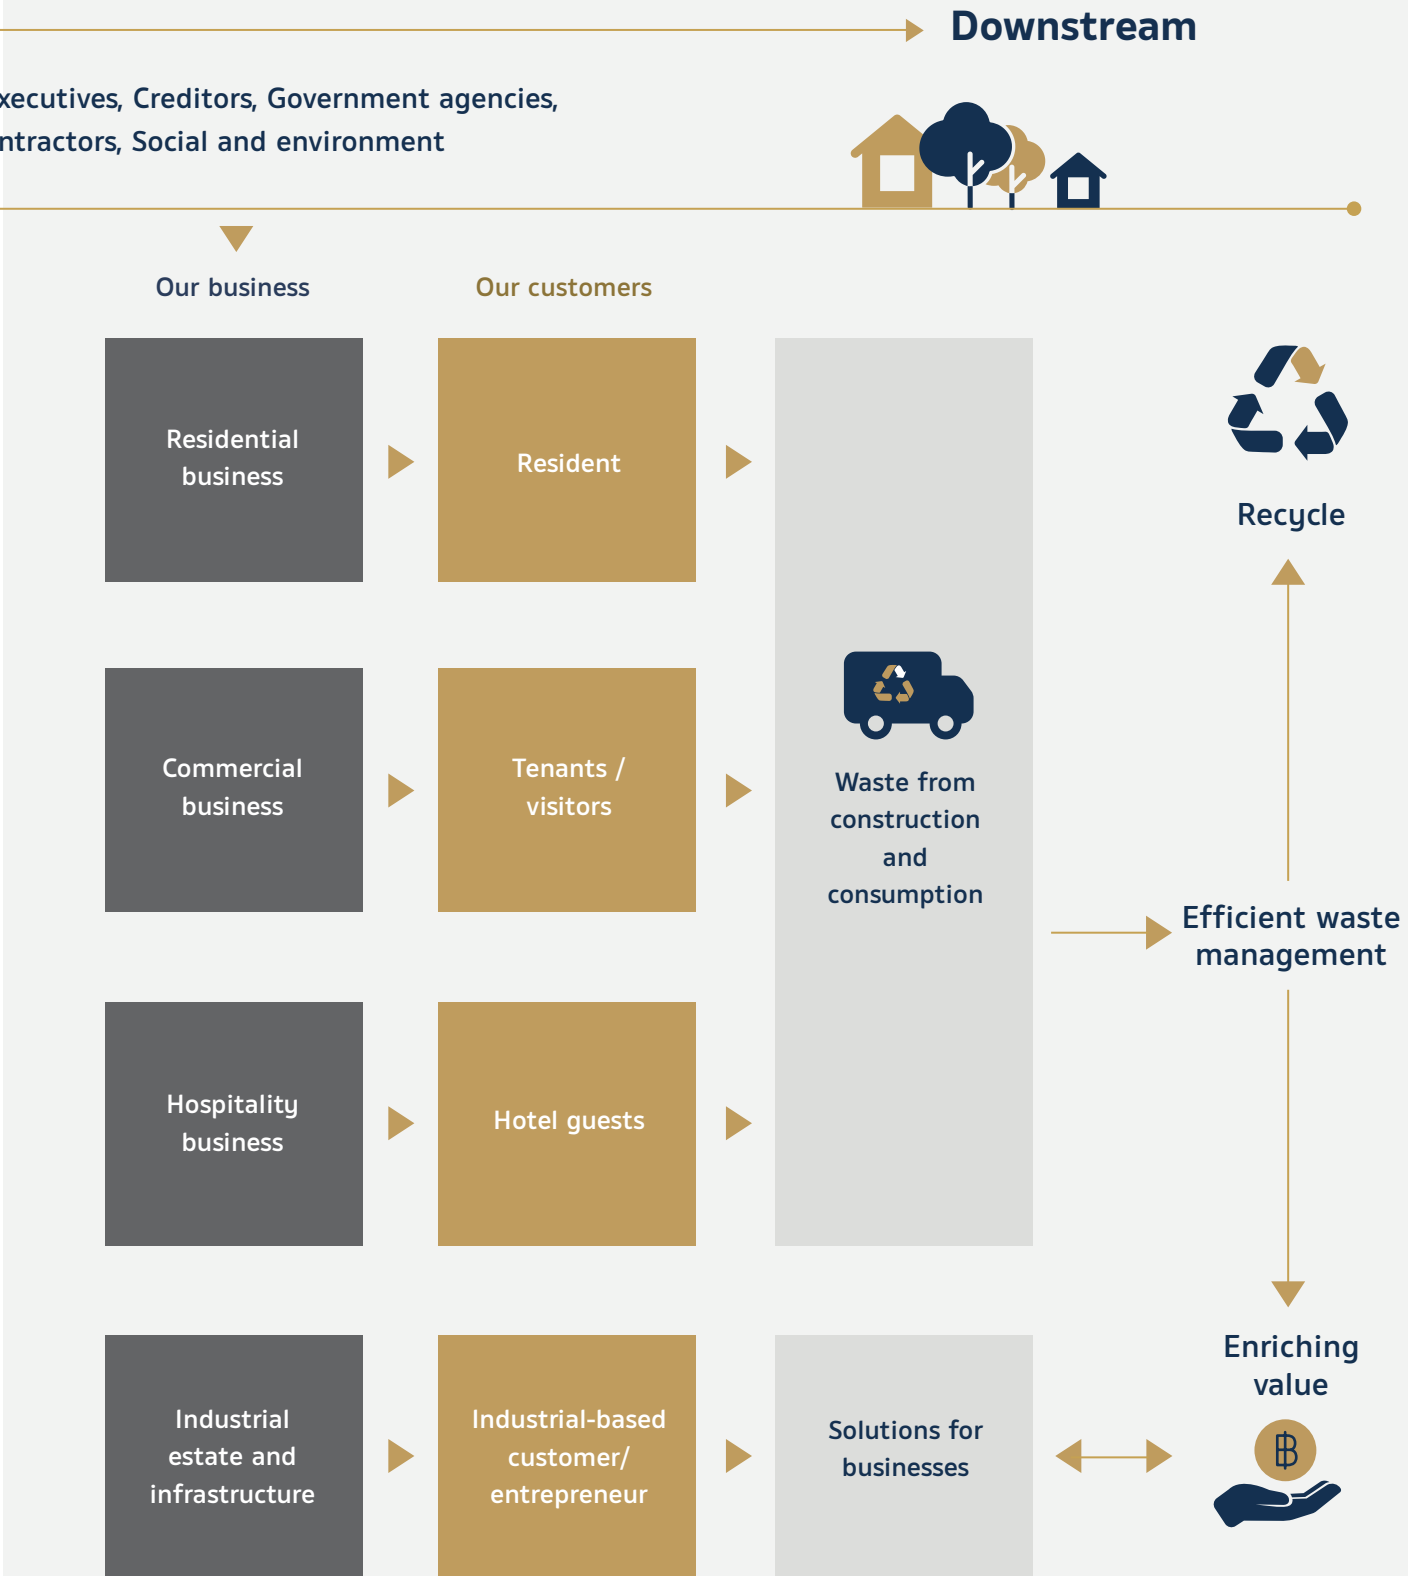 Downstream
xecutives, Creditors, Government agencies,
ntractors, Social and environment
Our business
Our customers
Residential
business
Resident
Recycle
Commercial
business
Tenants /
visitors
Waste from
construction
and
consumption
Efficient waste
management
Hospitality
business
Hotel guests
Industrial
estate and
infrastructure
Industrial-based
customer/
entrepreneur
Solutions for
businesses
Enriching
value
฿